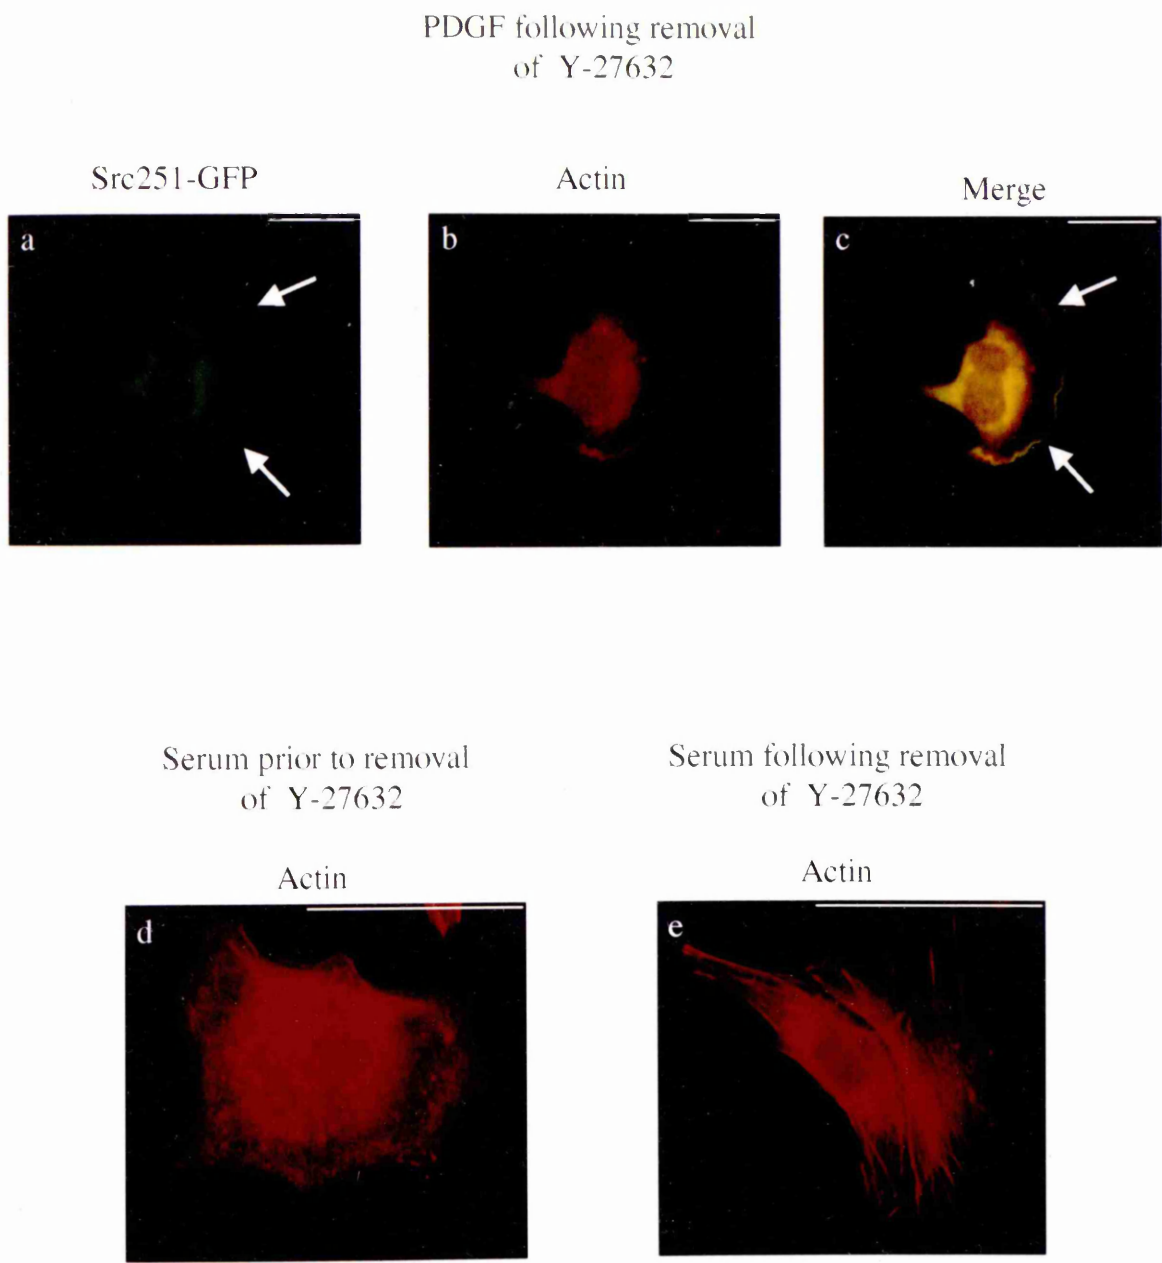 PDGF following removal
of Y-27632
Src251-GFP
Actin
Merge
a
b
c
Serum prior to removal
of Y-27632
Serum following removal
of Y-27632
Actin
Actin
d
e